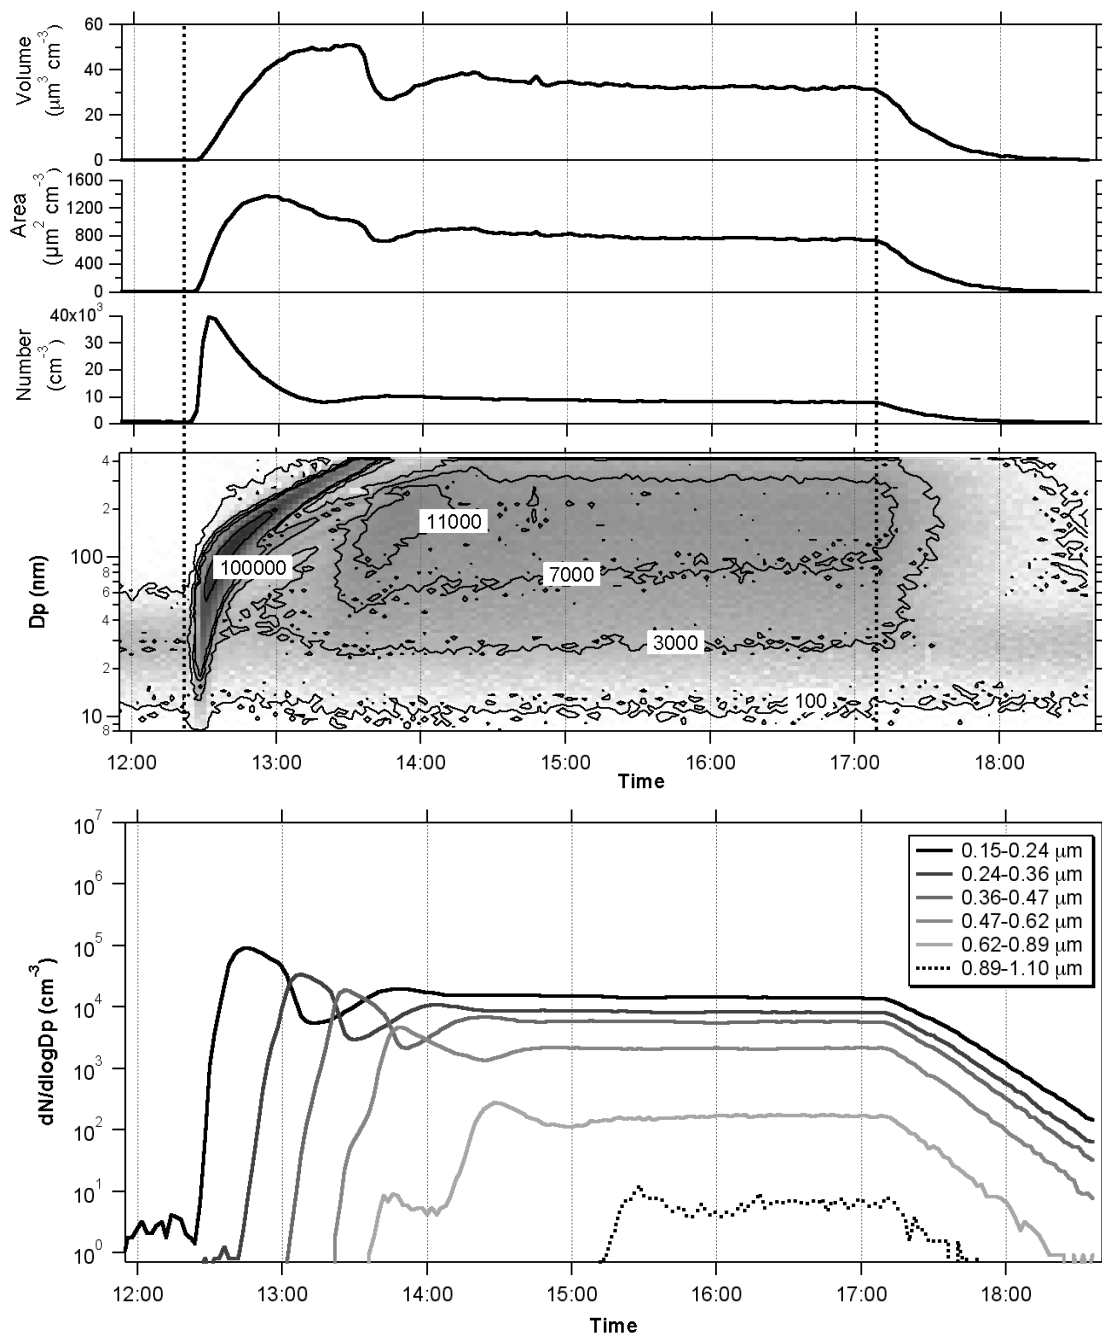 60
40
20
0
Volume
(μm³ cm⁻³)
1600
1200
800
400
0
Area
(μm² cm⁻³)
40x10³
30
20
10
0
Number
(cm⁻³)
4
2
100
8
6
4
2
10
8
Dp (nm)
11000
100000
7000
3000
100
12:00 13:00 14:00 15:00 16:00 17:00 18:00
Time
10⁷
10⁶
10⁵
10⁴
10³
10²
10¹
10⁰
dN/dlogDp (cm⁻³)
0.15-0.24 μm
0.24-0.36 μm
0.36-0.47 μm
0.47-0.62 μm
0.62-0.89 μm
0.89-1.10 μm
12:00 13:00 14:00 15:00 16:00 17:00 18:00
Time